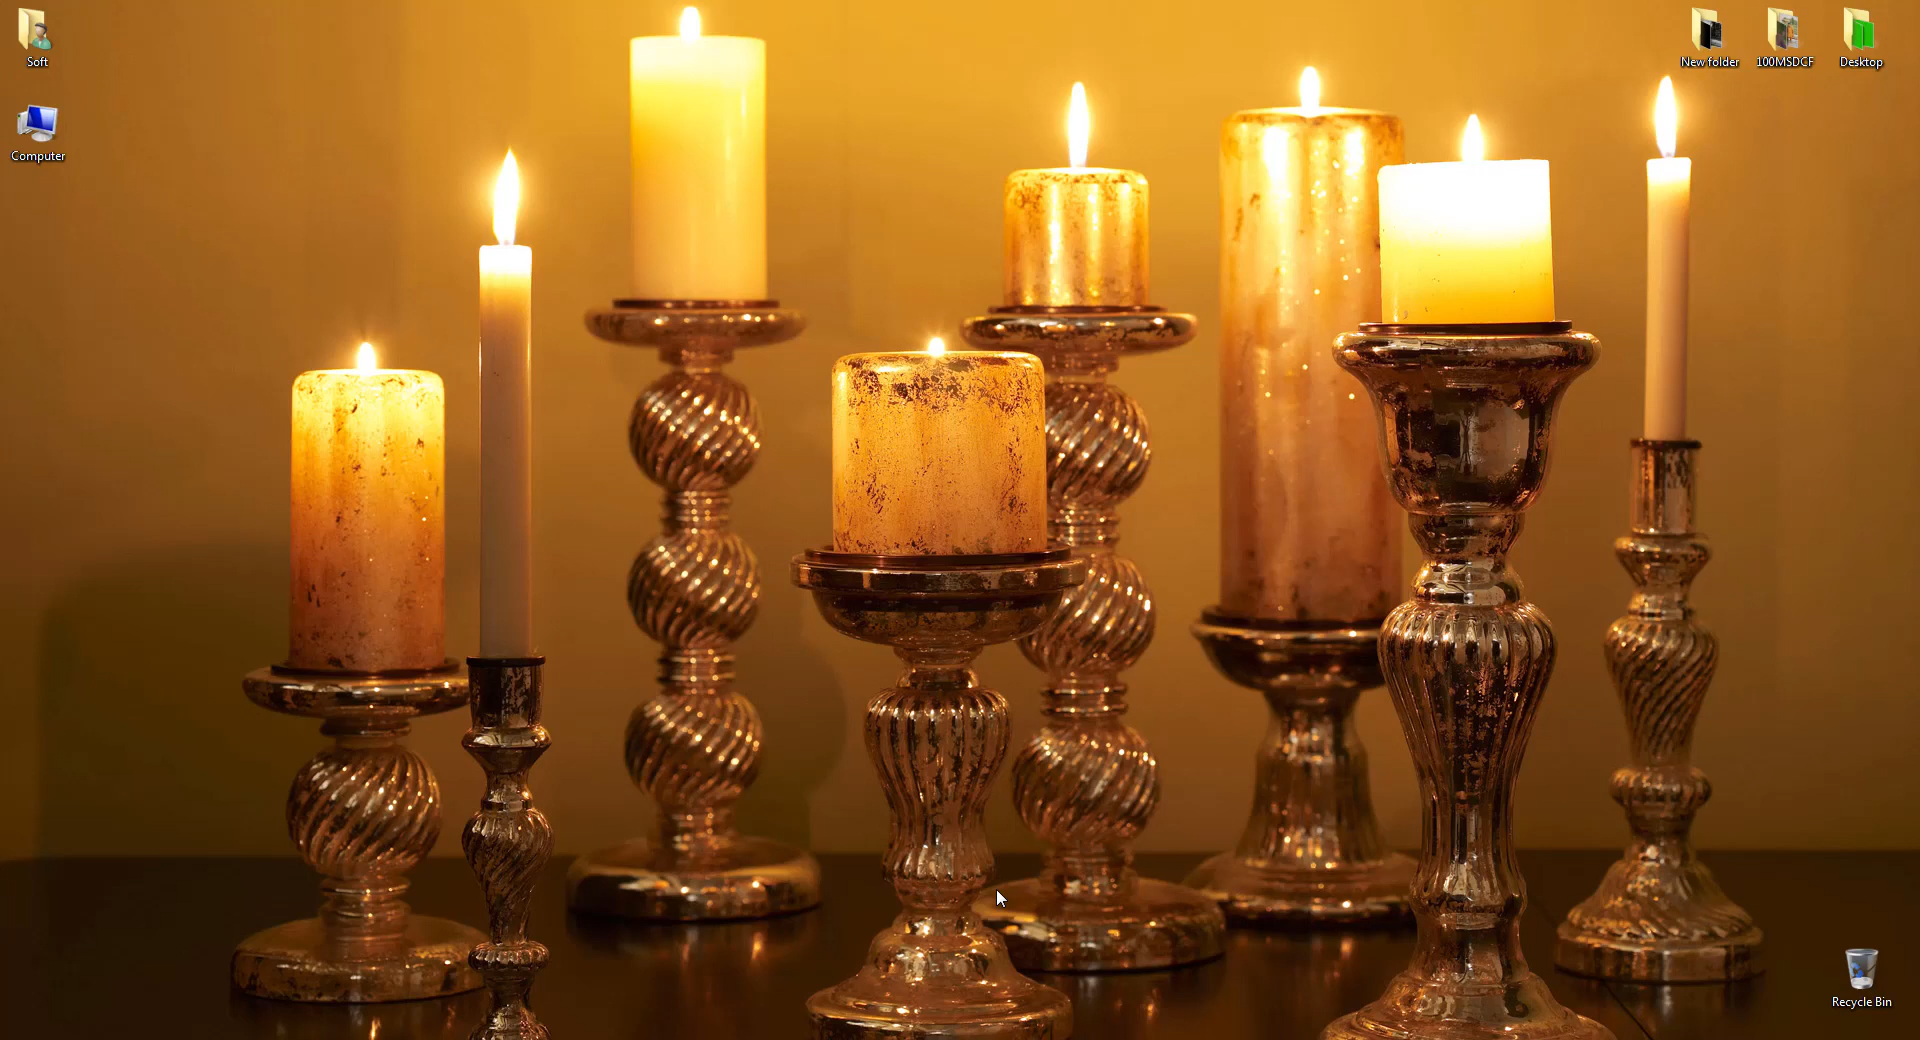 Soft
Computer
New folder
100MSDCF
Desktop
Recycle Bin